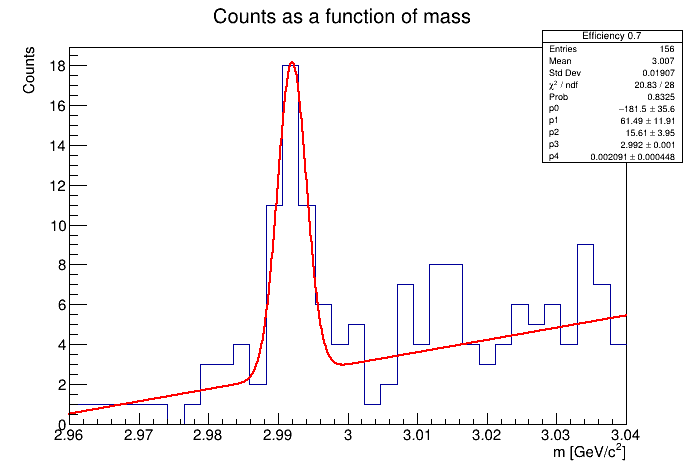 Counts as a function of mass
Efficiency 0.7
Entries 156
Mean 3.007
Std Dev 0.01907
χ² / ndf 20.83 / 28
Prob 0.8325
p0 −181.5 ± 35.6
p1 61.49 ± 11.91
p2 15.61 ± 3.95
p3 2.992 ± 0.001
p4 0.002091 ± 0.000448
Counts
18
16
14
12
10
8
6
4
2
0
2.96 2.97 2.98 2.99 3 3.01 3.02 3.03 3.04
m [GeV/c²]